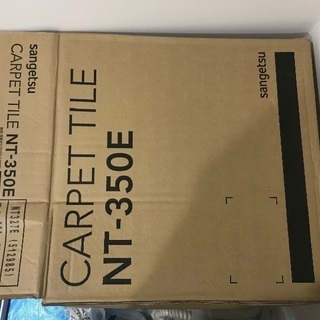 sangetsu
CARPET TILE NT-350E
CARPET TILE
NT-350E
sangetsu